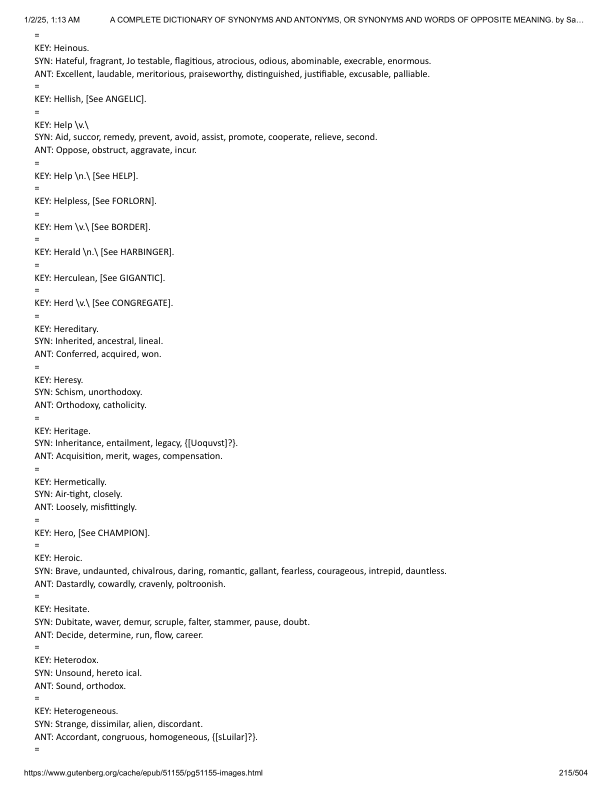 1/2/25, 1:13 AM A COMPLETE DICTIONARY OF SYNONYMS AND ANTONYMS, OR SYNONYMS AND WORDS OF OPPOSITE MEANING. by Sa…
=
KEY: Heinous.
SYN: Hateful, fragrant, Jo testable, flagitious, atrocious, odious, abominable, execrable, enormous.
ANT: Excellent, laudable, meritorious, praiseworthy, distinguished, justifiable, excusable, palliable.
=
KEY: Hellish, [See ANGELIC].
=
KEY: Help \v.\
SYN: Aid, succor, remedy, prevent, avoid, assist, promote, cooperate, relieve, second.
ANT: Oppose, obstruct, aggravate, incur.
=
KEY: Help \n.\ [See HELP].
=
KEY: Helpless, [See FORLORN].
=
KEY: Hem \v.\ [See BORDER].
=
KEY: Herald \n.\ [See HARBINGER].
=
KEY: Herculean, [See GIGANTIC].
=
KEY: Herd \v.\ [See CONGREGATE].
=
KEY: Hereditary.
SYN: Inherited, ancestral, lineal.
ANT: Conferred, acquired, won.
=
KEY: Heresy.
SYN: Schism, unorthodoxy.
ANT: Orthodoxy, catholicity.
=
KEY: Heritage.
SYN: Inheritance, entailment, legacy, {[Uoquvst]?}.
ANT: Acquisition, merit, wages, compensation.
=
KEY: Hermetically.
SYN: Air-tight, closely.
ANT: Loosely, misfittingly.
=
KEY: Hero, [See CHAMPION].
=
KEY: Heroic.
SYN: Brave, undaunted, chivalrous, daring, romantic, gallant, fearless, courageous, intrepid, dauntless.
ANT: Dastardly, cowardly, cravenly, poltroonish.
=
KEY: Hesitate.
SYN: Dubitate, waver, demur, scruple, falter, stammer, pause, doubt.
ANT: Decide, determine, run, flow, career.
=
KEY: Heterodox.
SYN: Unsound, hereto ical.
ANT: Sound, orthodox.
=
KEY: Heterogeneous.
SYN: Strange, dissimilar, alien, discordant.
ANT: Accordant, congruous, homogeneous, {[sLuilar]?}.
=
https://www.gutenberg.org/cache/epub/51155/pg51155-images.html 215/504